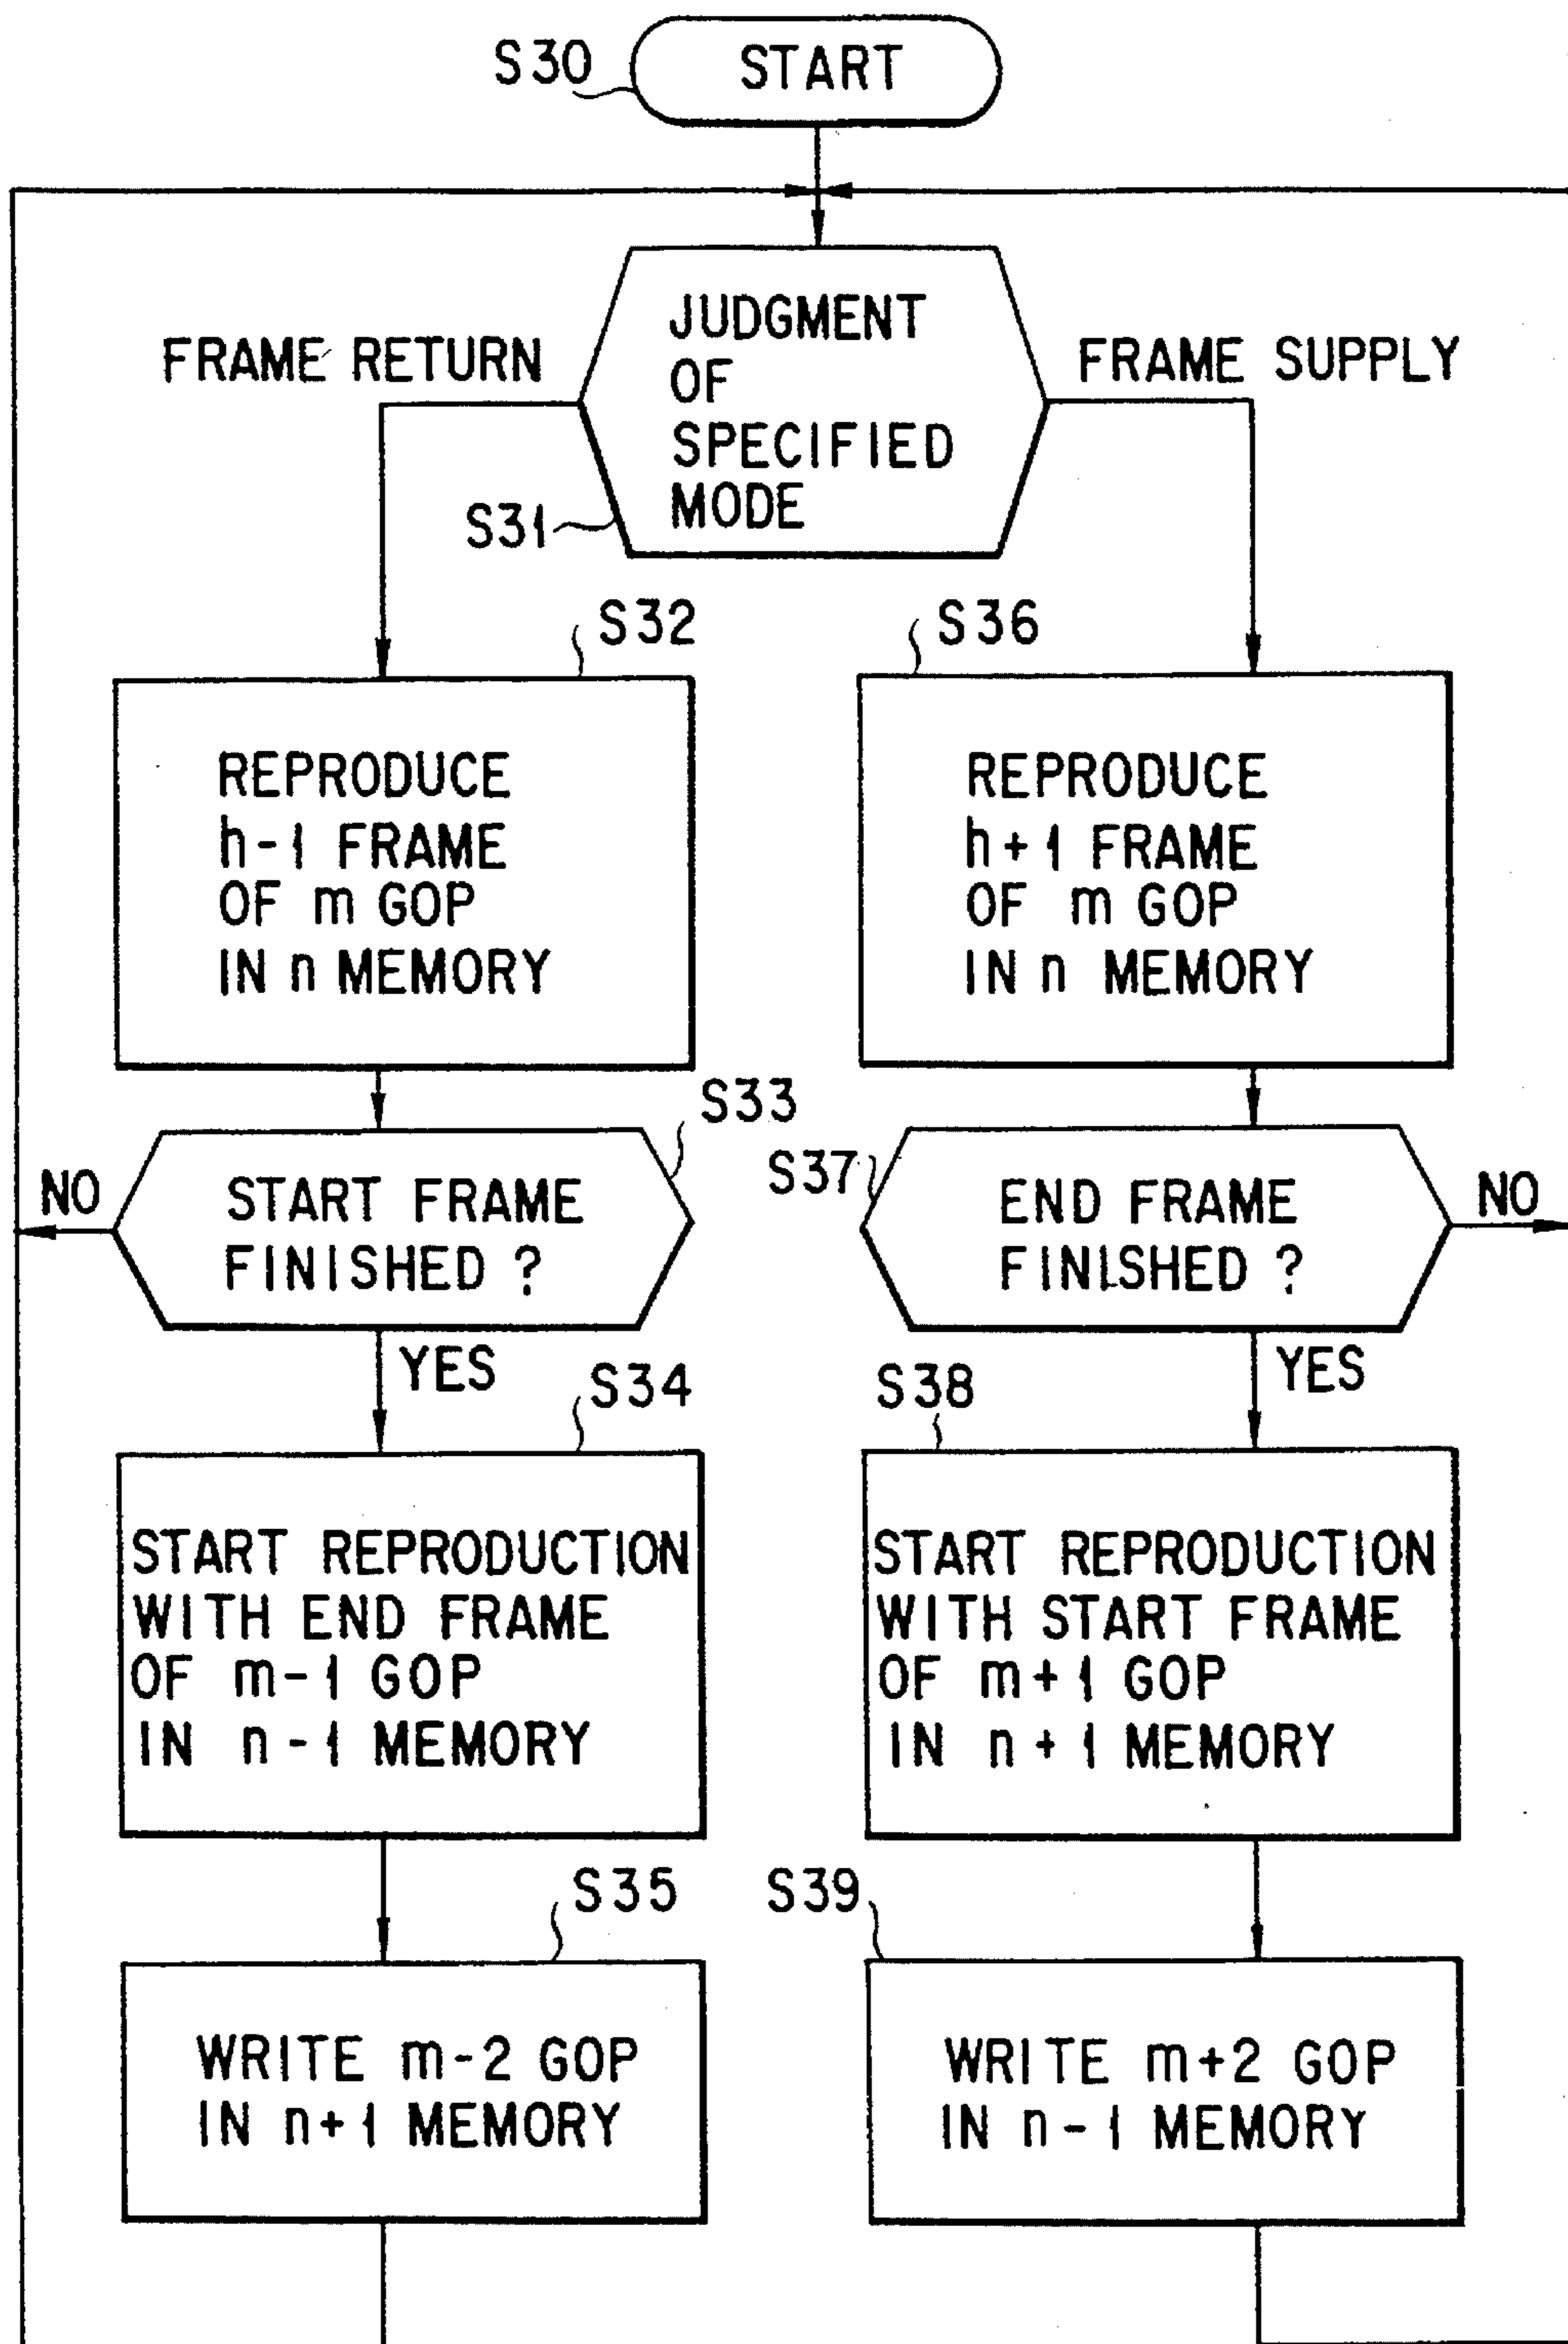 S30
START
JUDGMENT
OF
SPECIFIED
MODE
FRAME RETURN
FRAME SUPPLY
S31
S32
REPRODUCE
h-1 FRAME
OF m GOP
IN n MEMORY
S36
REPRODUCE
h+1 FRAME
OF m GOP
IN n MEMORY
S33
START FRAME
FINISHED ?
NO
YES
S37
END FRAME
FINISHED ?
NO
YES
S34
START REPRODUCTION
WITH END FRAME
OF m-1 GOP
IN n-1 MEMORY
S38
START REPRODUCTION
WITH START FRAME
OF m+1 GOP
IN n+1 MEMORY
S35
WRITE m-2 GOP
IN n+1 MEMORY
S39
WRITE m+2 GOP
IN n-1 MEMORY